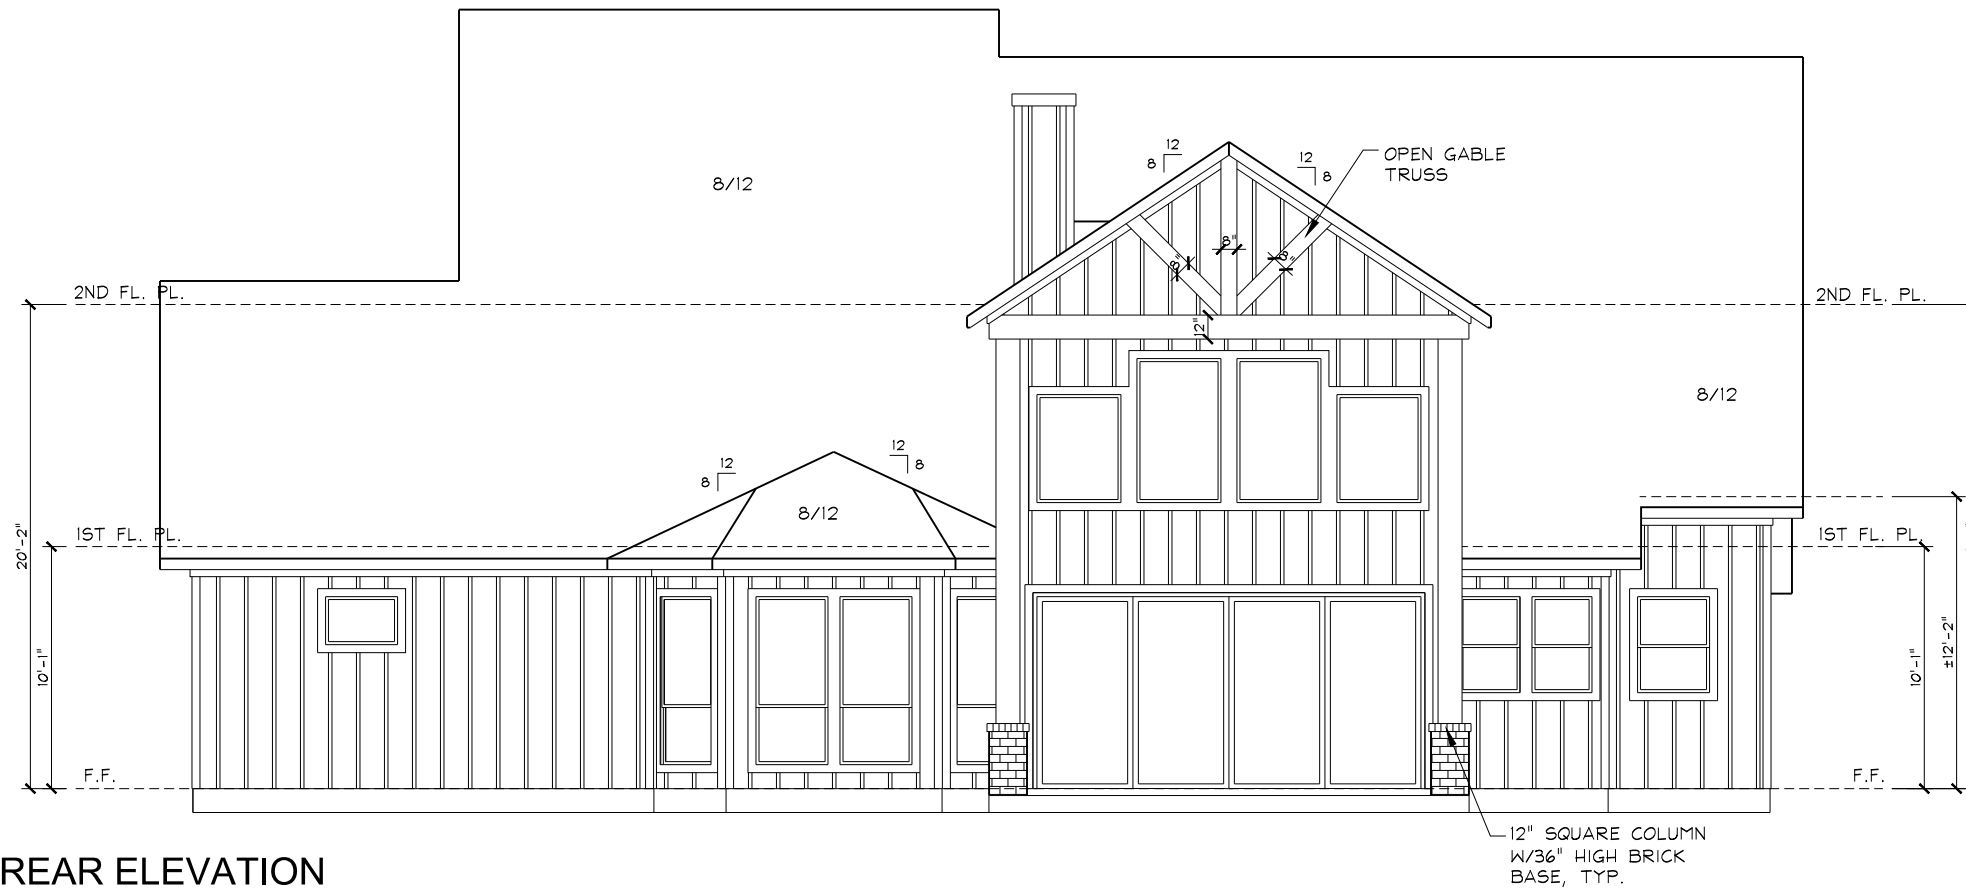 12
8
12
8
OPEN GABLE
TRUSS
8/12
8"
8"
8"
2ND FL. PL.
2ND FL. PL.
12"
8/12
12
8
12
8
8/12
20'-2"
1ST FL. PL.
1ST FL. PL.
10'-1"
10'-1"
±12'-2"
F.F.
F.F.
12" SQUARE COLUMN
W/36" HIGH BRICK
BASE, TYP.
REAR ELEVATION